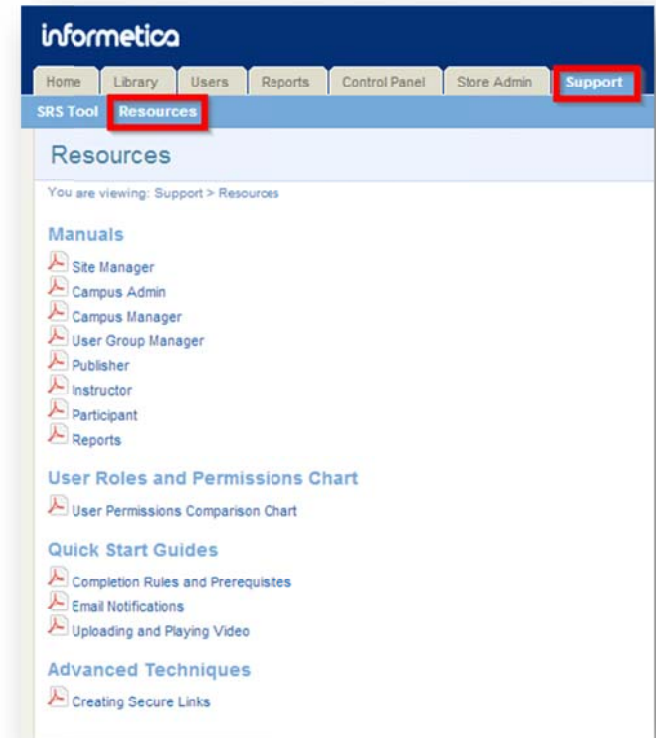 informetica
Home Library Users Reports Control Panel Store Admin Support
SRS Tool Resources
Resources
You are viewing: Support > Resources
Manuals
Site Manager
Campus Admin
Campus Manager
User Group Manager
Publisher
Instructor
Participant
Reports
User Roles and Permissions Chart
User Permissions Comparison Chart
Quick Start Guides
Completion Rules and Prerequistes
Email Notifications
Uploading and Playing Video
Advanced Techniques
Creating Secure Links